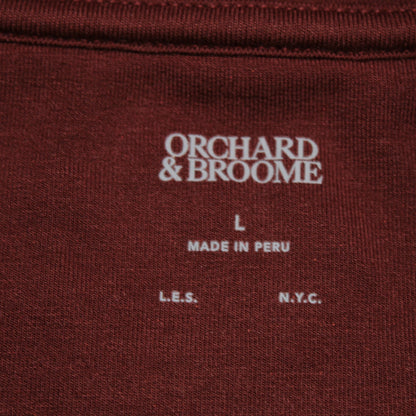 ORCHARD
& BROOME
L
MADE IN PERU
L.E.S. N.Y.C.